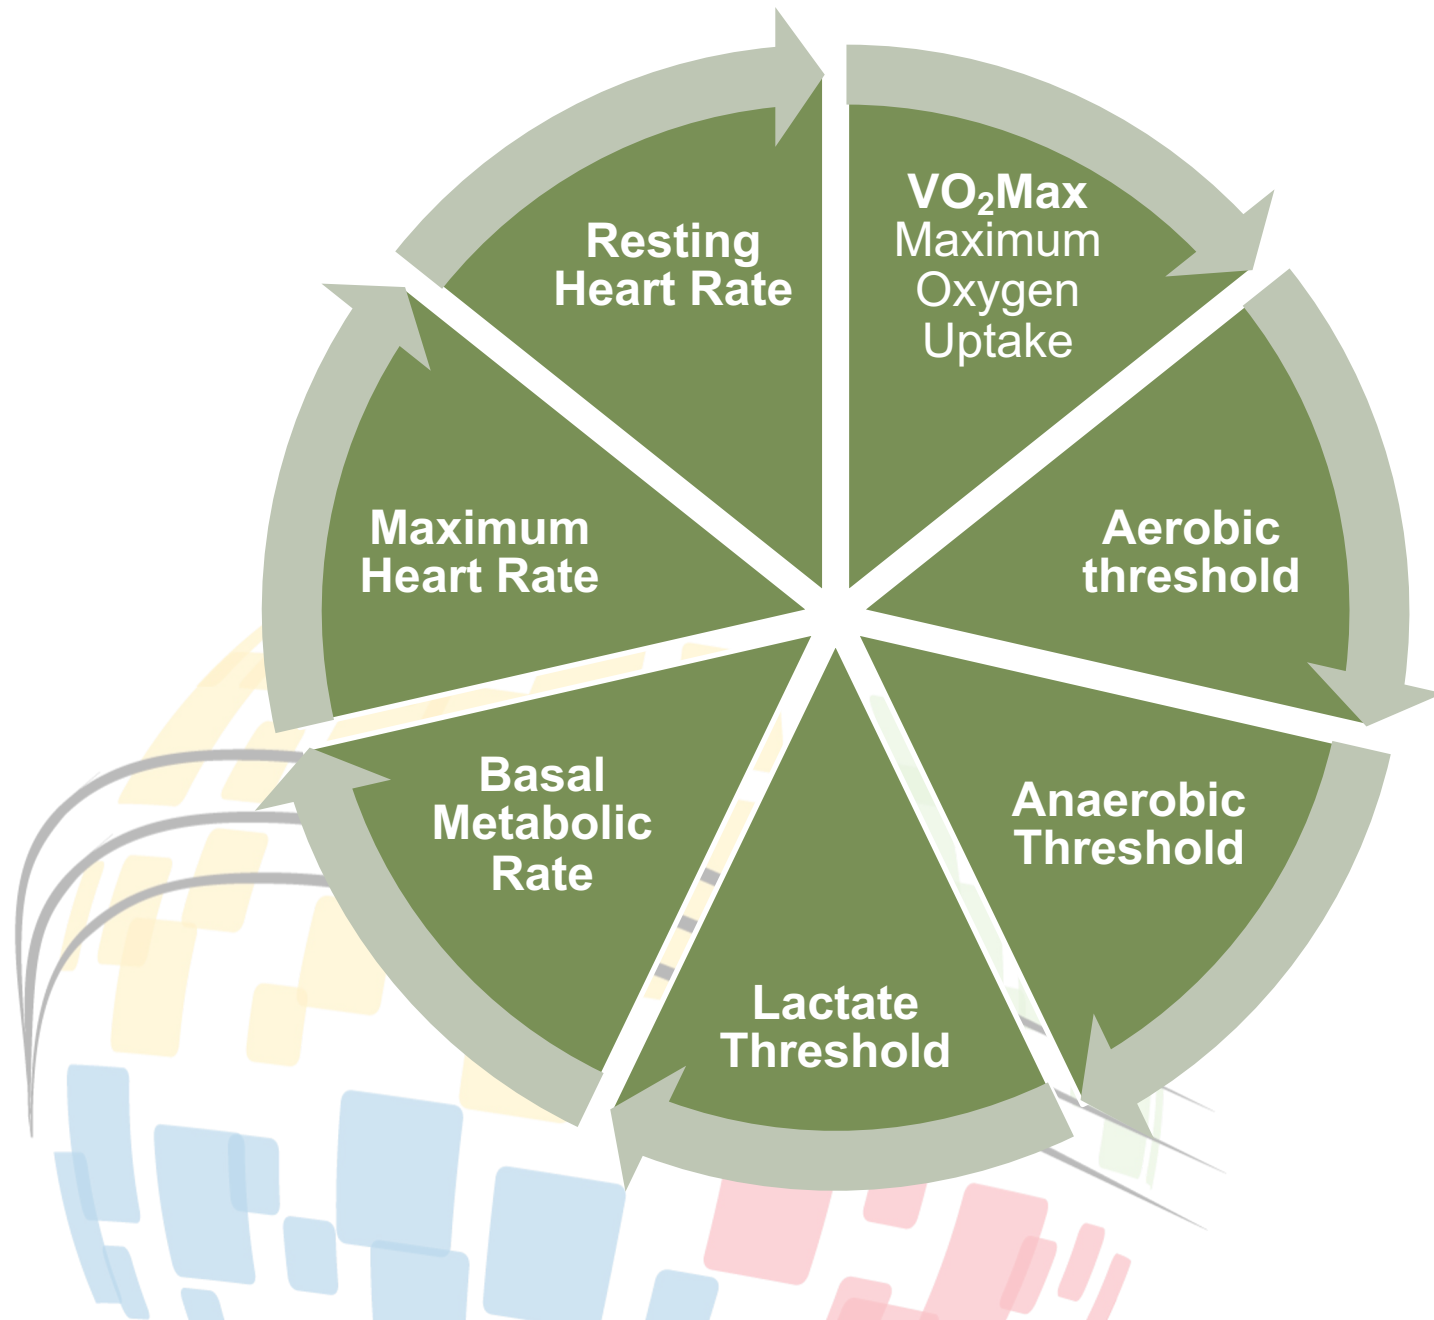 VO₂Max
Maximum
Oxygen
Uptake
Aerobic
threshold
Anaerobic
Threshold
Lactate
Threshold
Basal
Metabolic
Rate
Maximum
Heart Rate
Resting
Heart Rate